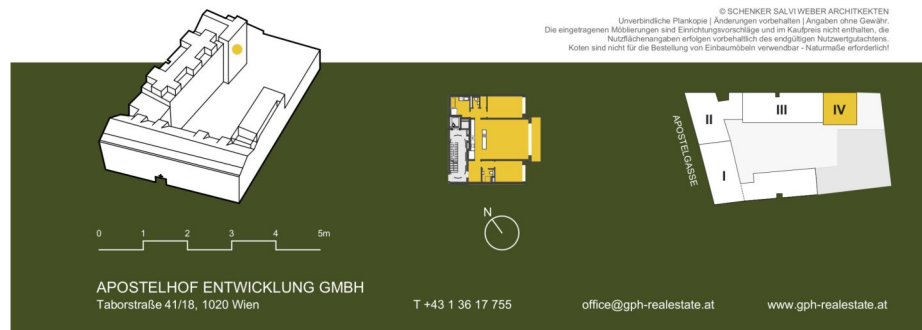 © SCHENKER SALVI WEBER ARCHITKEKTEN
Unverbindliche Plankopie | Änderungen vorbehalten | Angaben ohne Gewähr.
Die eingetragenen Möblierungen sind Einrichtungsvorschläge und im Kaufpreis nicht enthalten, die
Nutzflächenangaben erfolgen vorbehaltlich des endgültigen Nutzwertgutachtens.
Koten sind nicht für die Bestellung von Einbaumöbeln verwendbar - Naturmaße erforderlich!
II
III
IV
APOSTELGASSE
I
N
0 1 2 3 4 5m
APOSTELHOF ENTWICKLUNG GMBH
Taborstraße 41/18, 1020 Wien T +43 1 36 17 755 office@gph-realestate.at www.gph-realestate.at